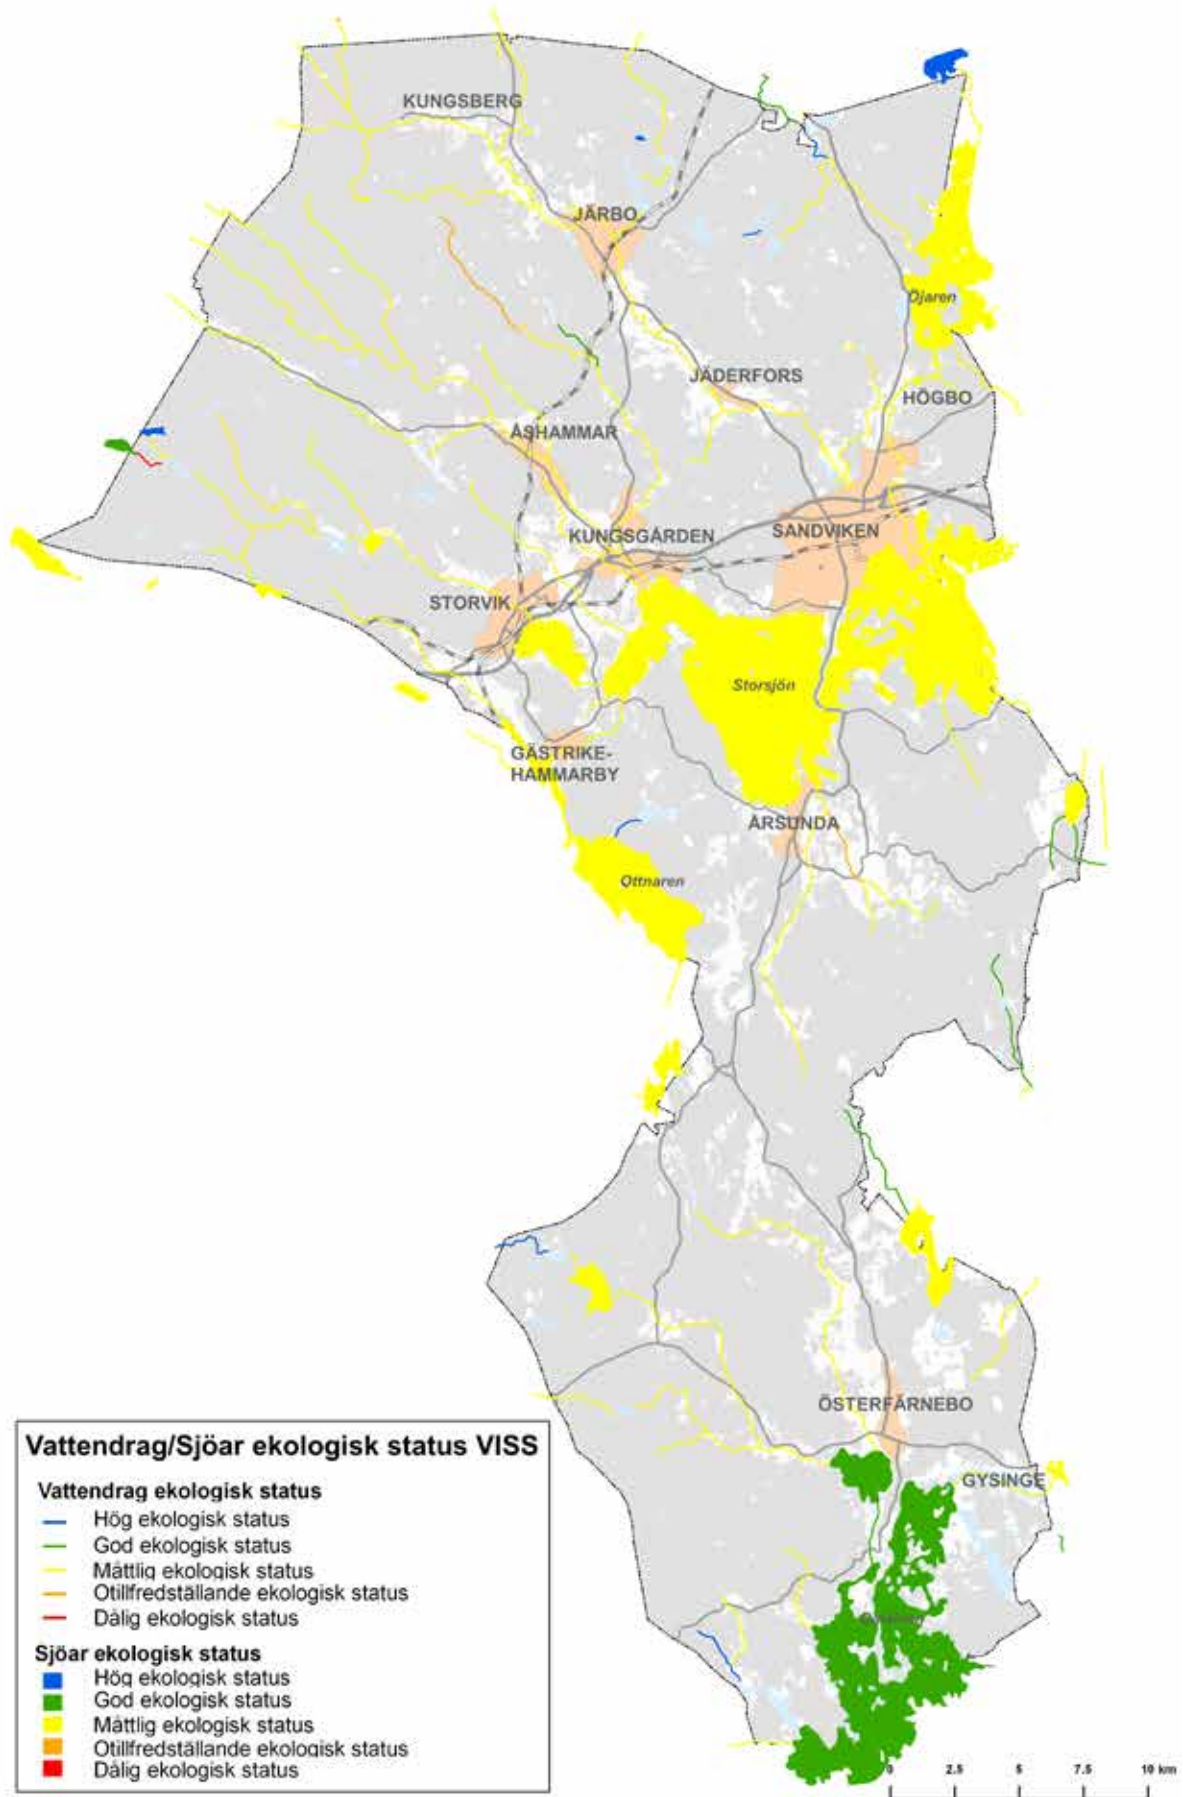 KUNGSBERG
JÄRBO
Öjaren
JÄDERFORS
HÖGBO
ÅSHAMMAR
KUNGSGÅRDEN
SANDVIKEN
STORVIK
Storsjön
GÄSTRIKE-
HAMMARBY
ÅRSUNDA
Ottnaren
ÖSTERFÄRNEBO
GYSINGE
Vattendrag/Sjöar ekologisk status VISS
Vattendrag ekologisk status
Hög ekologisk status
God ekologisk status
Måttlig ekologisk status
Otillfredställande ekologisk status
Dålig ekologisk status
Sjöar ekologisk status
Hög ekologisk status
God ekologisk status
Måttlig ekologisk status
Otillfredställande ekologisk status
Dålig ekologisk status
0 2.5 5 7.5 10 km